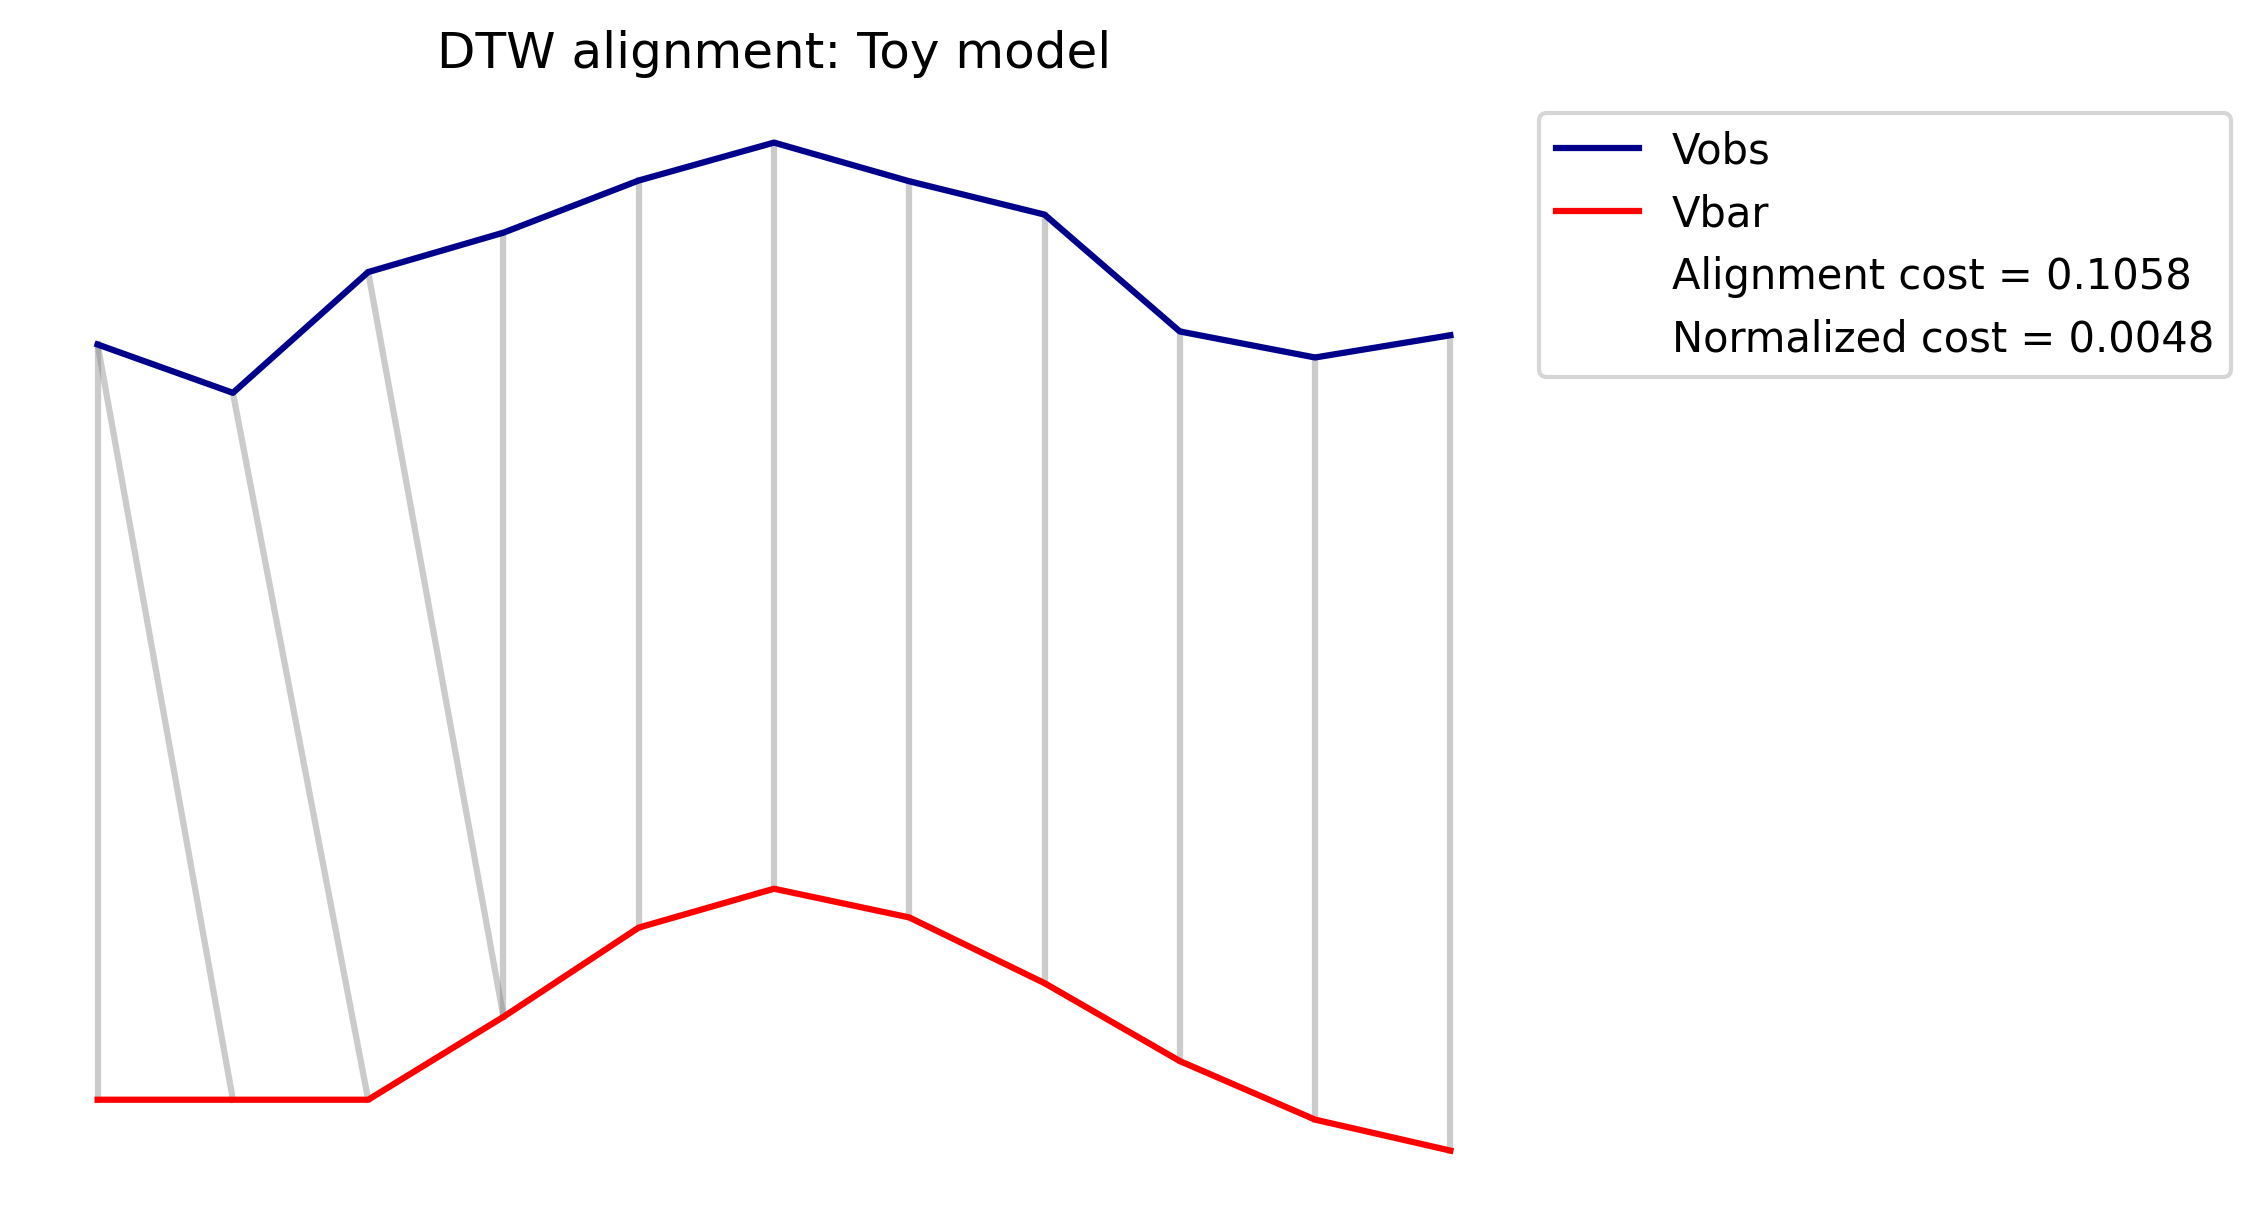 DTW alignment: Toy model
Vobs
Vbar
Alignment cost = 0.1058
Normalized cost = 0.0048